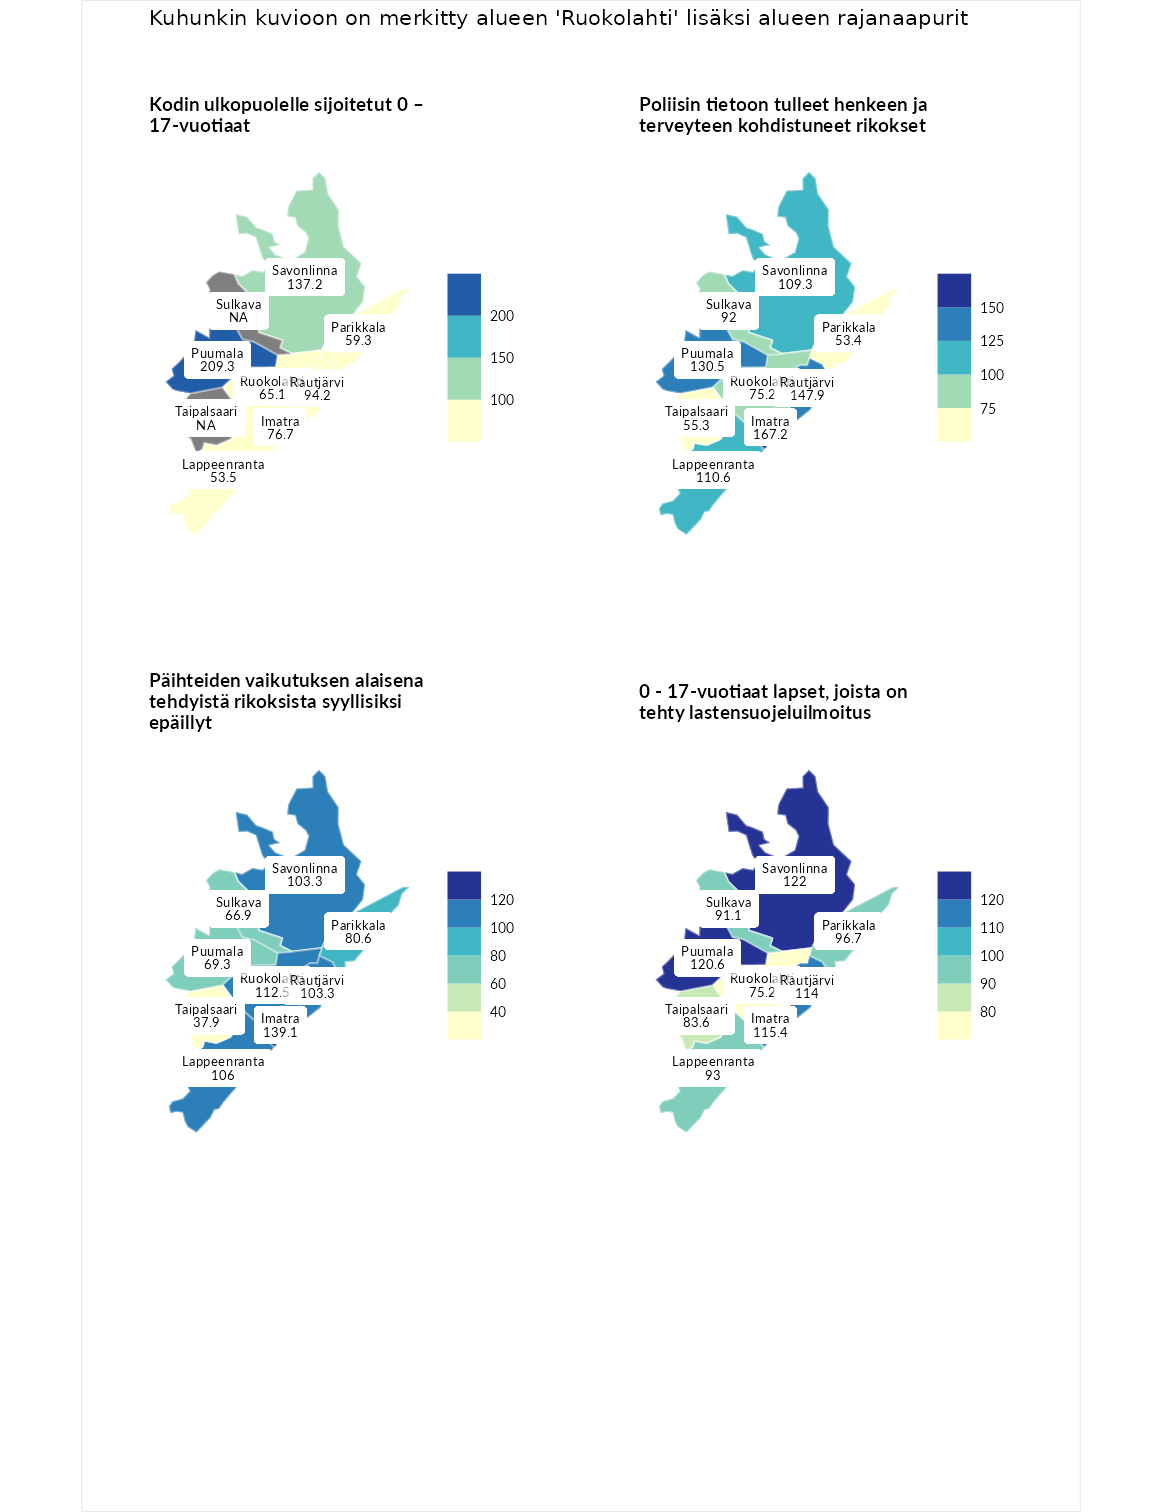 Kuhunkin kuvioon on merkitty alueen 'Ruokolahti' lisäksi alueen rajanaapurit
Kodin ulkopuolelle sijoitetut 0 –
17-vuotiaat
Savonlinna
137.2
Sulkava
NA
Parikkala
59.3
Puumala
209.3
Ruokolahti
65.1
Rautjärvi
94.2
Taipalsaari
NA
Imatra
76.7
Lappeenranta
53.5
200
150
100
Poliisin tietoon tulleet henkeen ja
terveyteen kohdistuneet rikokset
Savonlinna
109.3
Sulkava
92
Parikkala
53.4
Puumala
130.5
Ruokolahti
75.2
Rautjärvi
147.9
Taipalsaari
55.3
Imatra
167.2
Lappeenranta
110.6
150
125
100
75
Päihteiden vaikutuksen alaisena
tehdyistä rikoksista syyllisiksi
epäillyt
Savonlinna
103.3
Sulkava
66.9
Parikkala
80.6
Puumala
69.3
Ruokolahti
112.5
Rautjärvi
103.3
Taipalsaari
37.9
Imatra
139.1
Lappeenranta
106
120
100
80
60
40
0 - 17-vuotiaat lapset, joista on
tehty lastensuojeluilmoitus
Savonlinna
122
Sulkava
91.1
Parikkala
96.7
Puumala
120.6
Ruokolahti
75.2
Rautjärvi
114
Taipalsaari
83.6
Imatra
115.4
Lappeenranta
93
120
110
100
90
80